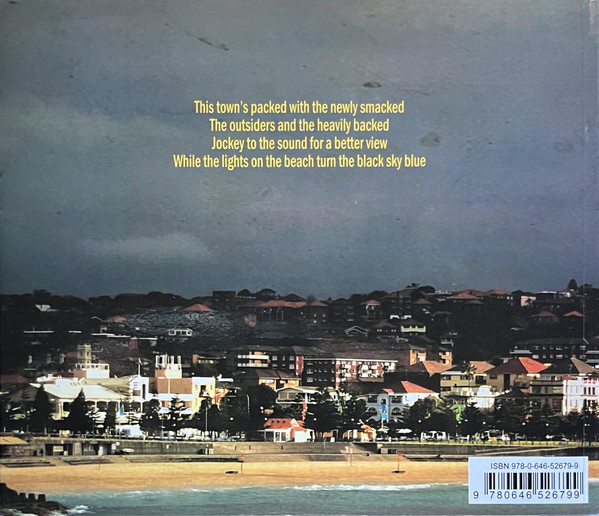 This town's packed with the newly smacked
The outsiders and the heavily backed
Jockey to the sound for a better view
While the lights on the beach turn the black sky blue
ISBN 978-0-646-52679-9
9 780646 526799